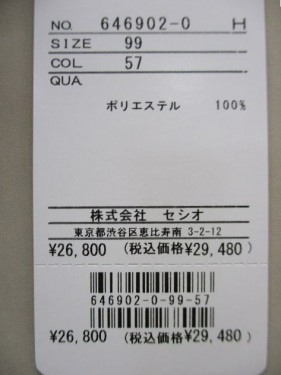 NO. 646902-0 H
SIZE 99
COL 57
QUA
ポリエステル 100%
株式会社 セシオ
東京都渋谷区恵比寿南 3-2-12
¥26,800 (税込価格¥29,480)
646902-0-99-57
¥26,800 (税込価格¥29,480)